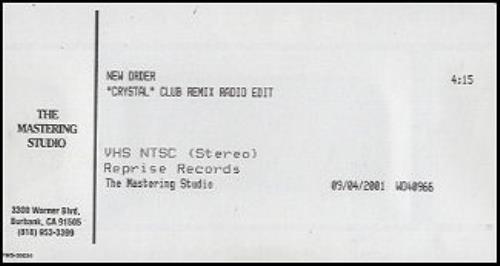 NEW ORDER 4:15
"CRYSTAL" CLUB REMIX RADIO EDIT
THE
MASTERING
STUDIO
VHS NTSC (Stereo)
Reprise Records
The Mastering Studio 09/04/2001 WO40966
3300 Warner Blvd.
Burbank, CA 91505
(818) 953-3399